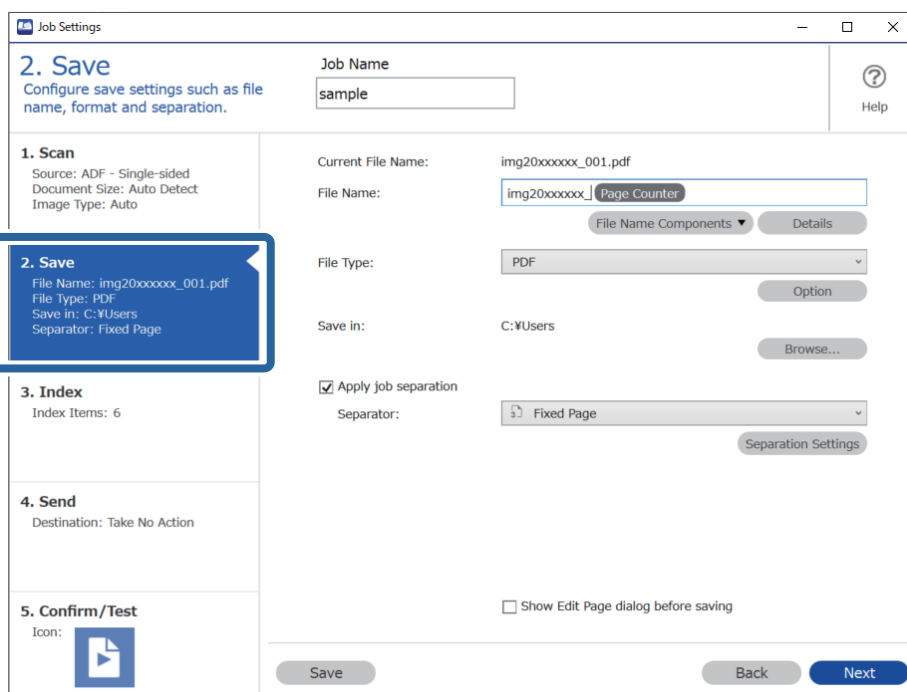 Job Settings
2. Save
Configure save settings such as file
name, format and separation.
Job Name
sample
Help
1. Scan
Source: ADF - Single-sided
Document Size: Auto Detect
Image Type: Auto
2. Save
File Name: img20xxxxxx_001.pdf
File Type: PDF
Save in: C:¥Users
Separator: Fixed Page
3. Index
Index Items: 6
4. Send
Destination: Take No Action
5. Confirm/Test
Icon:
Current File Name: img20xxxxxx_001.pdf
File Name: img20xxxxxx_ Page Counter
File Name Components ▼ Details
File Type: PDF
Option
Save in: C:¥Users
Browse...
Apply job separation
Separator: Fixed Page
Separation Settings
Show Edit Page dialog before saving
Save Back Next